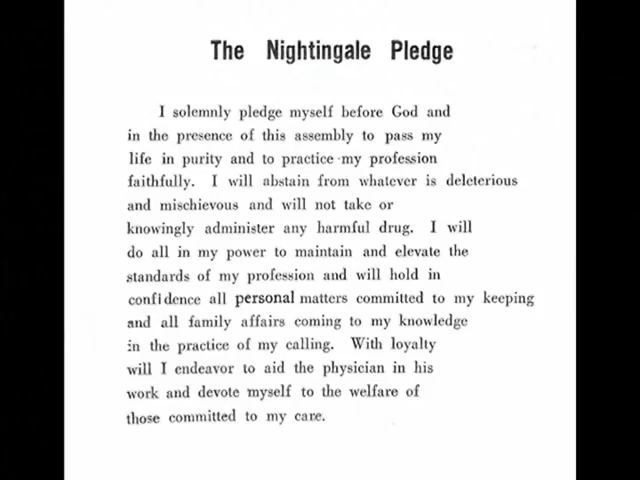 The Nightingale Pledge
I solemnly pledge myself before God and
in the presence of this assembly to pass my
life in purity and to practice my profession
faithfully. I will abstain from whatever is deleterious
and mischievous and will not take or
knowingly administer any harmful drug. I will
do all in my power to maintain and elevate the
standards of my profession and will hold in
confidence all personal matters committed to my keeping
and all family affairs coming to my knowledge
in the practice of my calling. With loyalty
will I endeavor to aid the physician in his
work and devote myself to the welfare of
those committed to my care.